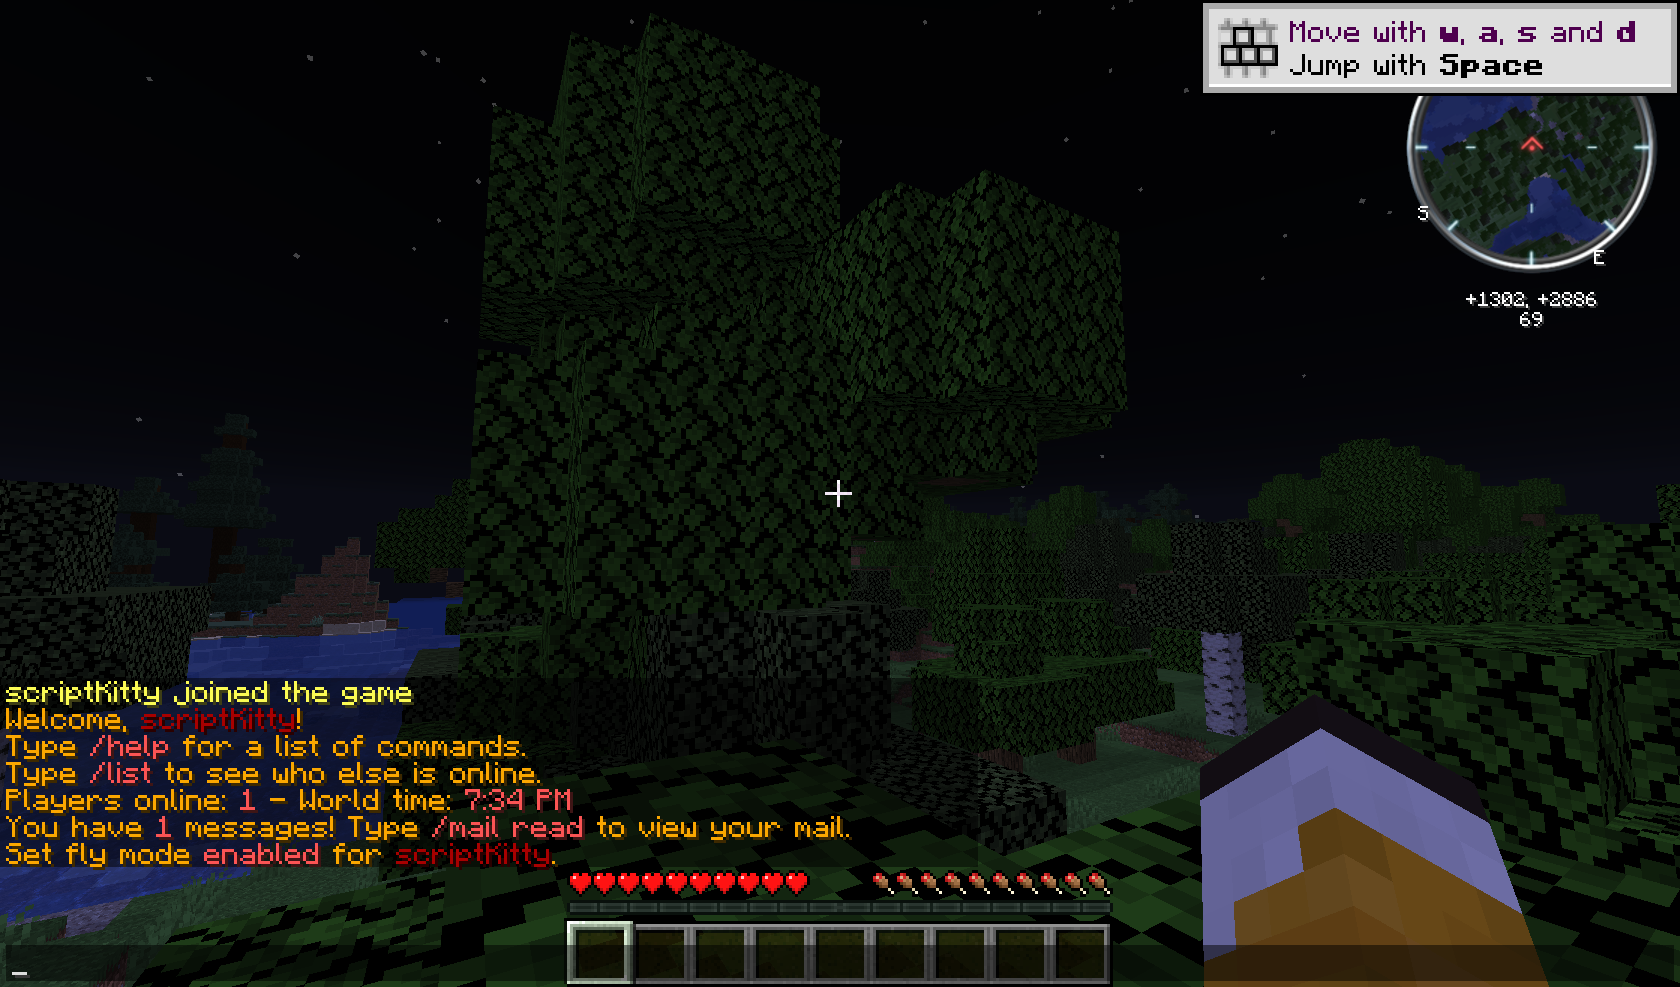 Move with w, a, s and d
Jump with Space
S
E
+1302, +2886
69
scriptKitty joined the game
Welcome, scriptKitty!
Type /help for a list of commands.
Type /list to see who else is online.
Players online: 1 - World time: 7:34 PM
You have 1 messages! Type /mail read to view your mail.
Set fly mode enabled for scriptKitty.
_